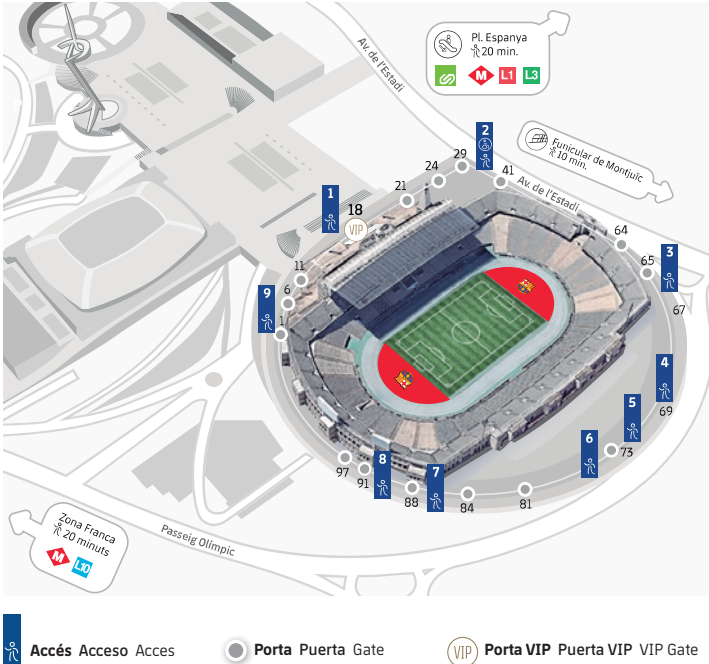 Pl. Espanya
20 min.
M L1 L3
Av. de l'Estadi
Funicular de Montjuic
10 min.
Av. de l'Estadi
2
29
24
41
1
21
18
VIP
64
11
65
3
6
9
67
1
4
5
69
6
73
97
8
91
7
88
84
81
Zona Franca
20 minuts
M L10
Passeig Olímpic
Accés Acceso Acces
Porta Puerta Gate
VIP Porta VIP Puerta VIP VIP Gate